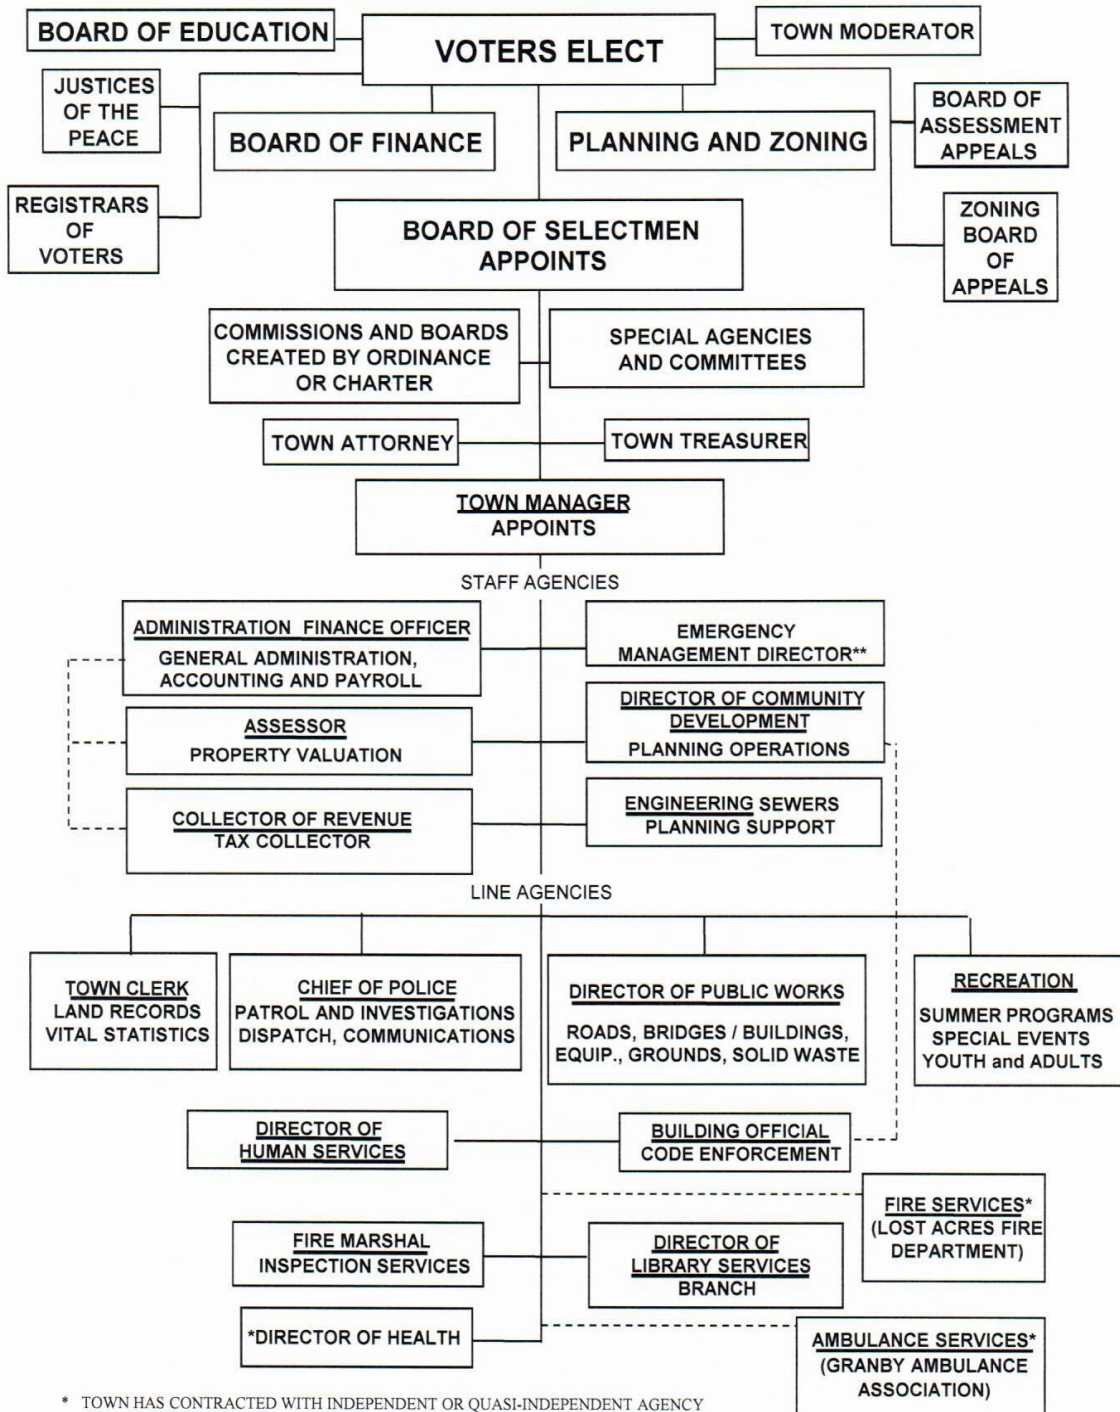 BOARD OF EDUCATION
VOTERS ELECT
TOWN MODERATOR
JUSTICES
OF THE
PEACE
BOARD OF FINANCE
PLANNING AND ZONING
BOARD OF
ASSESSMENT
APPEALS
REGISTRARS
OF
VOTERS
BOARD OF SELECTMEN
APPOINTS
ZONING
BOARD
OF
APPEALS
COMMISSIONS AND BOARDS
CREATED BY ORDINANCE
OR CHARTER
SPECIAL AGENCIES
AND COMMITTEES
TOWN ATTORNEY
TOWN TREASURER
TOWN MANAGER
APPOINTS
STAFF AGENCIES
ADMINISTRATION FINANCE OFFICER
GENERAL ADMINISTRATION,
ACCOUNTING AND PAYROLL
EMERGENCY
MANAGEMENT DIRECTOR**
ASSESSOR
PROPERTY VALUATION
DIRECTOR OF COMMUNITY
DEVELOPMENT
PLANNING OPERATIONS
COLLECTOR OF REVENUE
TAX COLLECTOR
ENGINEERING SEWERS
PLANNING SUPPORT
LINE AGENCIES
TOWN CLERK
LAND RECORDS
VITAL STATISTICS
CHIEF OF POLICE
PATROL AND INVESTIGATIONS
DISPATCH, COMMUNICATIONS
DIRECTOR OF PUBLIC WORKS
ROADS, BRIDGES / BUILDINGS,
EQUIP., GROUNDS, SOLID WASTE
RECREATION
SUMMER PROGRAMS
SPECIAL EVENTS
YOUTH and ADULTS
DIRECTOR OF
HUMAN SERVICES
BUILDING OFFICIAL
CODE ENFORCEMENT
FIRE SERVICES*
(LOST ACRES FIRE
DEPARTMENT)
FIRE MARSHAL
INSPECTION SERVICES
DIRECTOR OF
LIBRARY SERVICES
BRANCH
*DIRECTOR OF HEALTH
AMBULANCE SERVICES*
(GRANBY AMBULANCE
ASSOCIATION)
* TOWN HAS CONTRACTED WITH INDEPENDENT OR QUASI-INDEPENDENT AGENCY